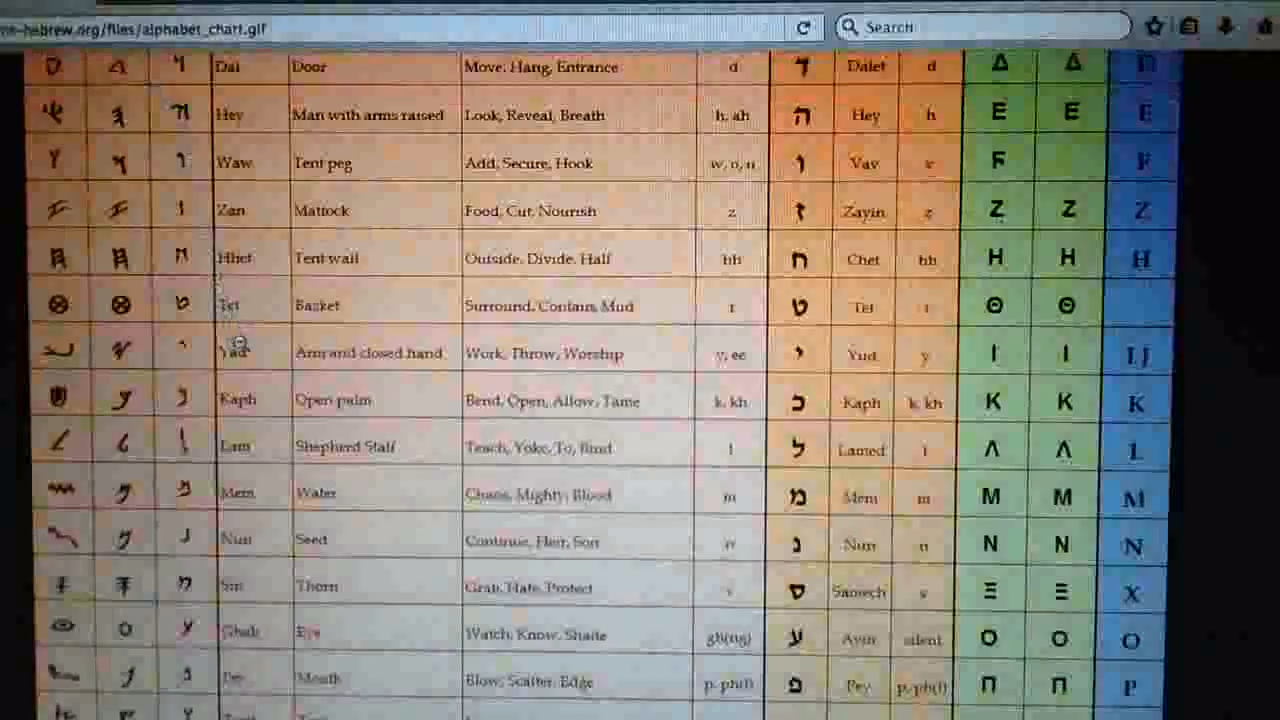 -hebrew.org/files/alphabet_chart.gif Search
Dal Door Move, Hang, Entrance d ד Dalet d Δ Δ D
Hey Man with arms raised Look, Reveal, Breath h, ah ה Hey h E E E
Waw Tent peg Add, Secure, Hook w, o, u ו Vav v F F
Zan Mattock Food, Cut, Nourish z ז Zayin z Z Z Z
Hhet Tent wall Outside, Divide, Half hh ח Chet hh H H H
Tet Basket Surround, Contain, Mud t ט Tet t Θ Θ
Yad Arm and closed hand Work, Throw, Worship y, ee י Yud y I I I J
Kaph Open palm Bend, Open, Allow, Tame k, kh כ Kaph k, kh K K K
Lam Shepherd Staff Teach, Yoke, To, Bind l ל Lamed l Λ Λ L
Mem Water Chaos, Mighty, Blood m מ Mem m M M M
Nun Seed Continue, Heir, Son n נ Nun n N N N
Sin Thorn Grab, Hate, Protect s ס Samech s Ξ Ξ X
Ghah Eye Watch, Know, Shade gh(ng) ע Ayin silent O O O
Pey Mouth Blow, Scatter, Edge p, ph(f) פ Pey p, ph(f) Π Π P